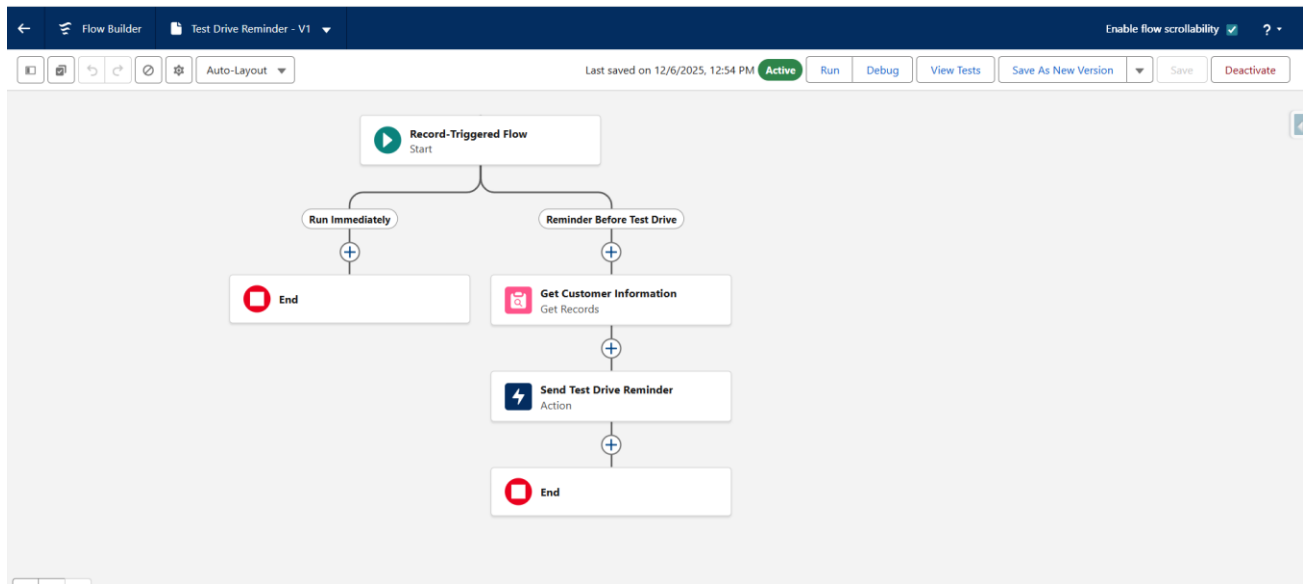 Flow Builder
Test Drive Reminder - V1
Enable flow scrollability
?
Auto-Layout
Last saved on 12/6/2025, 12:54 PM
Active
Run
Debug
View Tests
Save As New Version
Save
Deactivate
Record-Triggered Flow
Start
Run Immediately
Reminder Before Test Drive
End
Get Customer Information
Get Records
Send Test Drive Reminder
Action
End